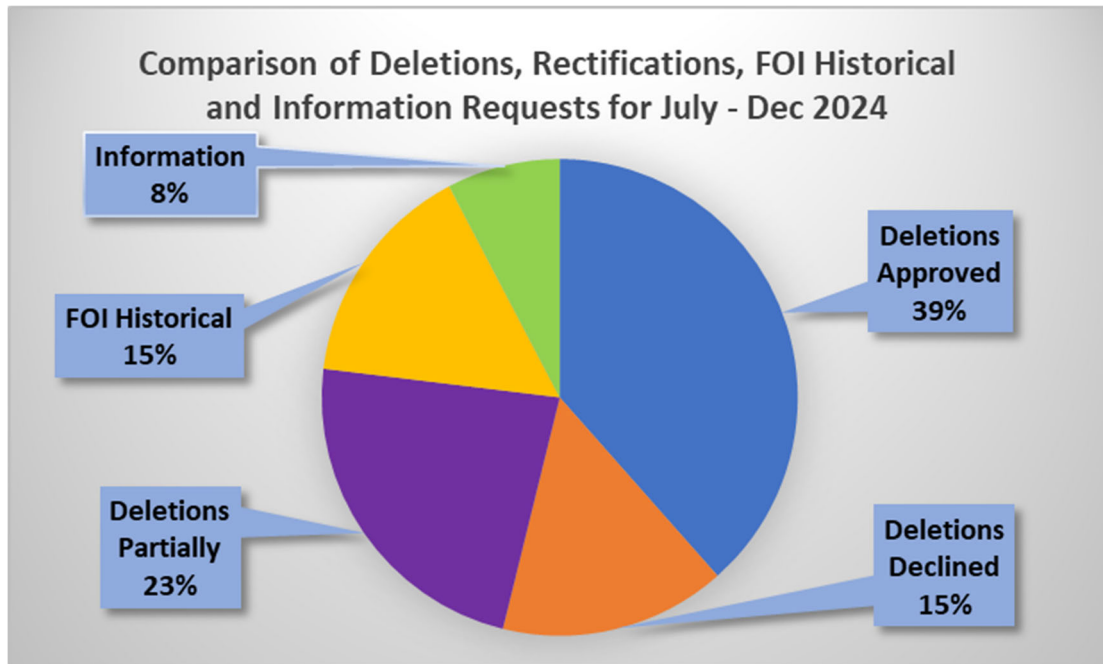 Comparison of Deletions, Rectifications, FOI Historical
and Information Requests for July - Dec 2024
Information
8%
Deletions
Approved
39%
FOI Historical
15%
Deletions
Partially
23%
Deletions
Declined
15%